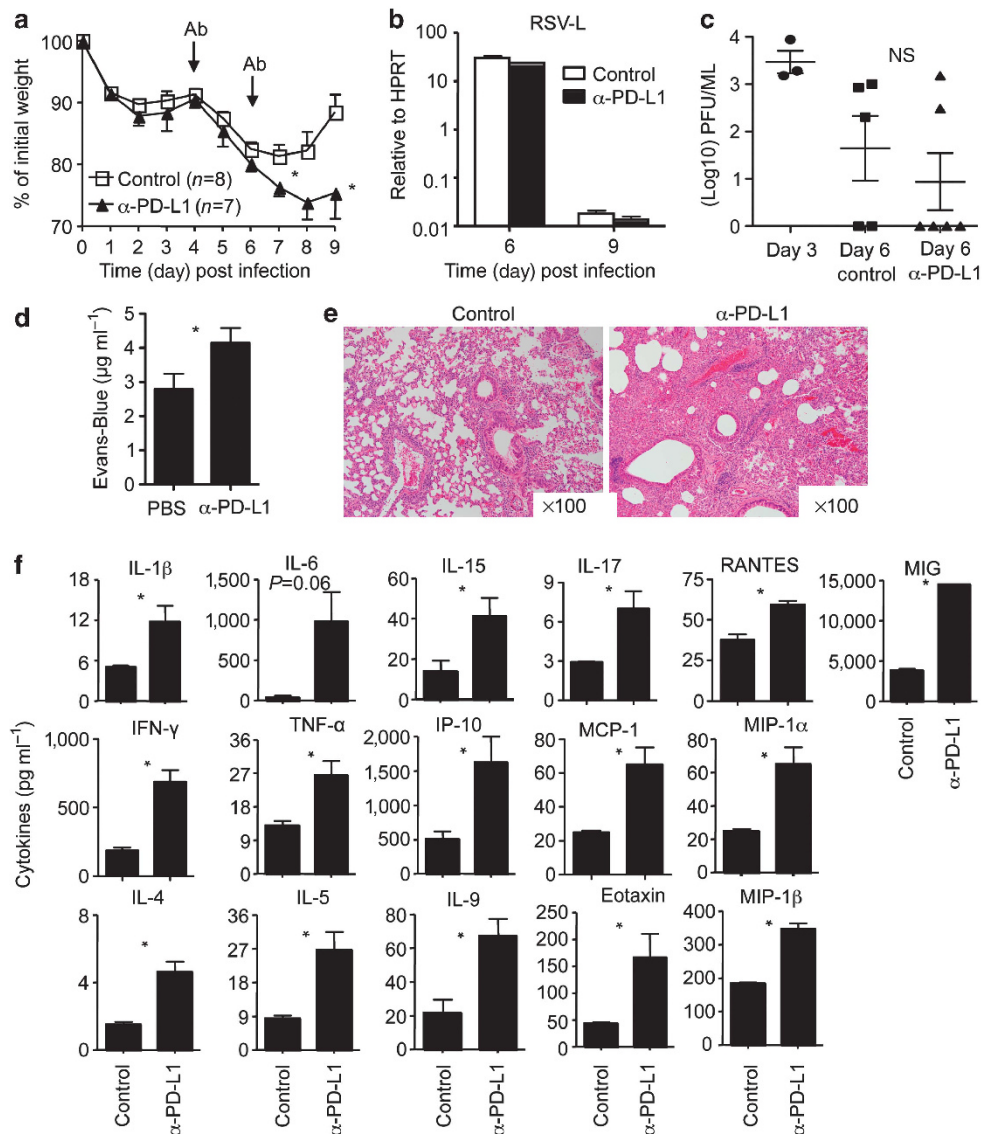 a
Ab
Ab
% of initial weight
100
90
80
70
Control (n=8)
α-PD-L1 (n=7)
*
*
0 1 2 3 4 5 6 7 8 9
Time (day) post infection
b
RSV-L
Relative to HPRT
100
10
1
0.1
0.01
Control
α-PD-L1
6 9
Time (day) post infection
c
NS
(Log10) PFU/ML
4
3
2
1
0
Day 3 Day 6 Day 6
control α-PD-L1
d
Evans-Blue (µg ml⁻¹)
5
4
3
2
1
0
*
PBS α-PD-L1
e
Control α-PD-L1
×100 ×100
f
Cytokines (pg ml⁻¹)
IL-1β
*
18
12
6
0
IL-6
P=0.06
1,500
1,000
500
0
IL-15
*
60
40
20
0
IL-17
*
9
6
3
0
RANTES
*
75
50
25
0
MIG
*
15,000
10,000
5,000
0
Control
α-PD-L1
IFN-γ
*
1,000
500
0
TNF-α
*
36
27
18
9
0
IP-10
*
2,000
1,500
1,000
500
0
MCP-1
*
80
60
40
20
0
MIP-1α
*
80
60
40
20
0
IL-4
*
8
4
0
IL-5
*
36
27
18
9
0
IL-9
*
80
60
40
20
0
Eotaxin
*
250
200
150
100
50
0
MIP-1β
*
400
300
200
100
0
Control
α-PD-L1
Control
α-PD-L1
Control
α-PD-L1
Control
α-PD-L1
Control
α-PD-L1